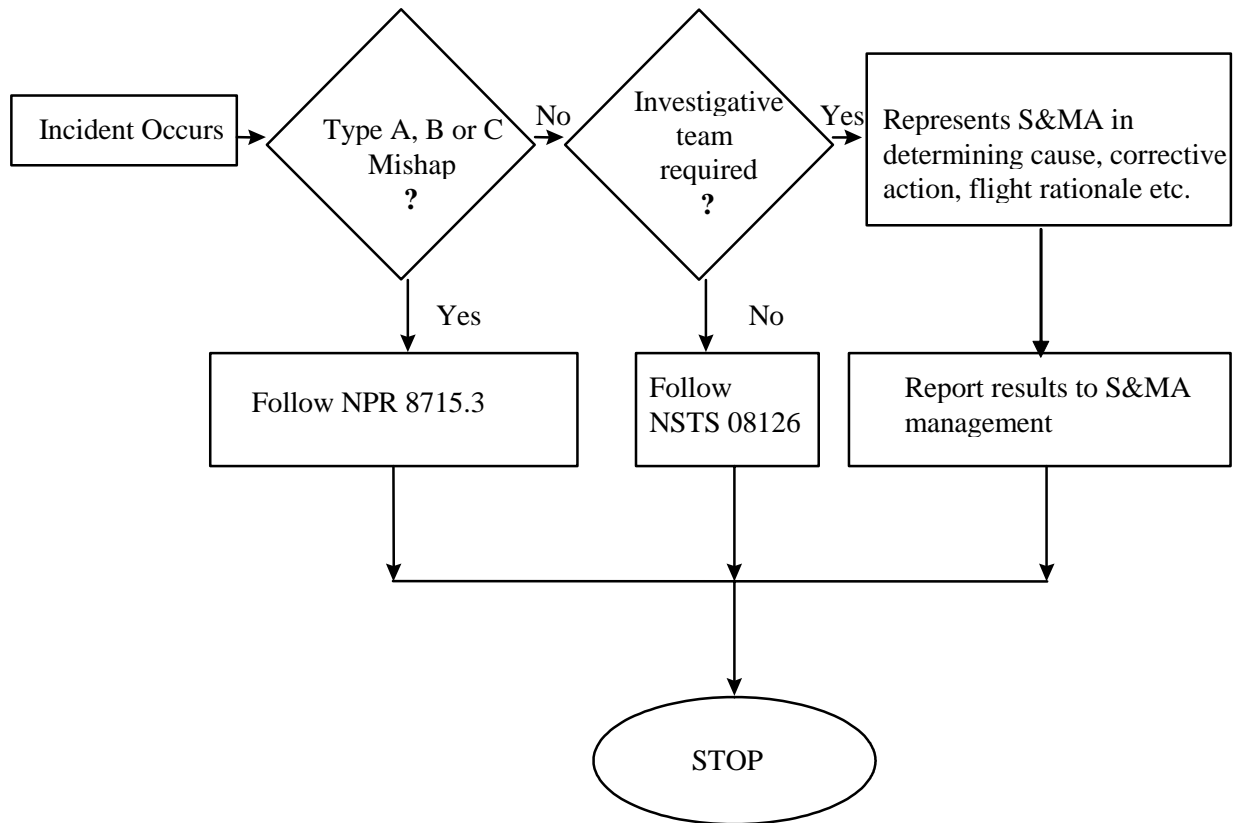 Incident Occurs
Type A, B or C
Mishap
?
No
Investigative
team
required
?
Yes
Represents S&MA in
determining cause, corrective
action, flight rationale etc.
Yes
No
Follow NPR 8715.3
Follow
NSTS 08126
Report results to S&MA
management
STOP